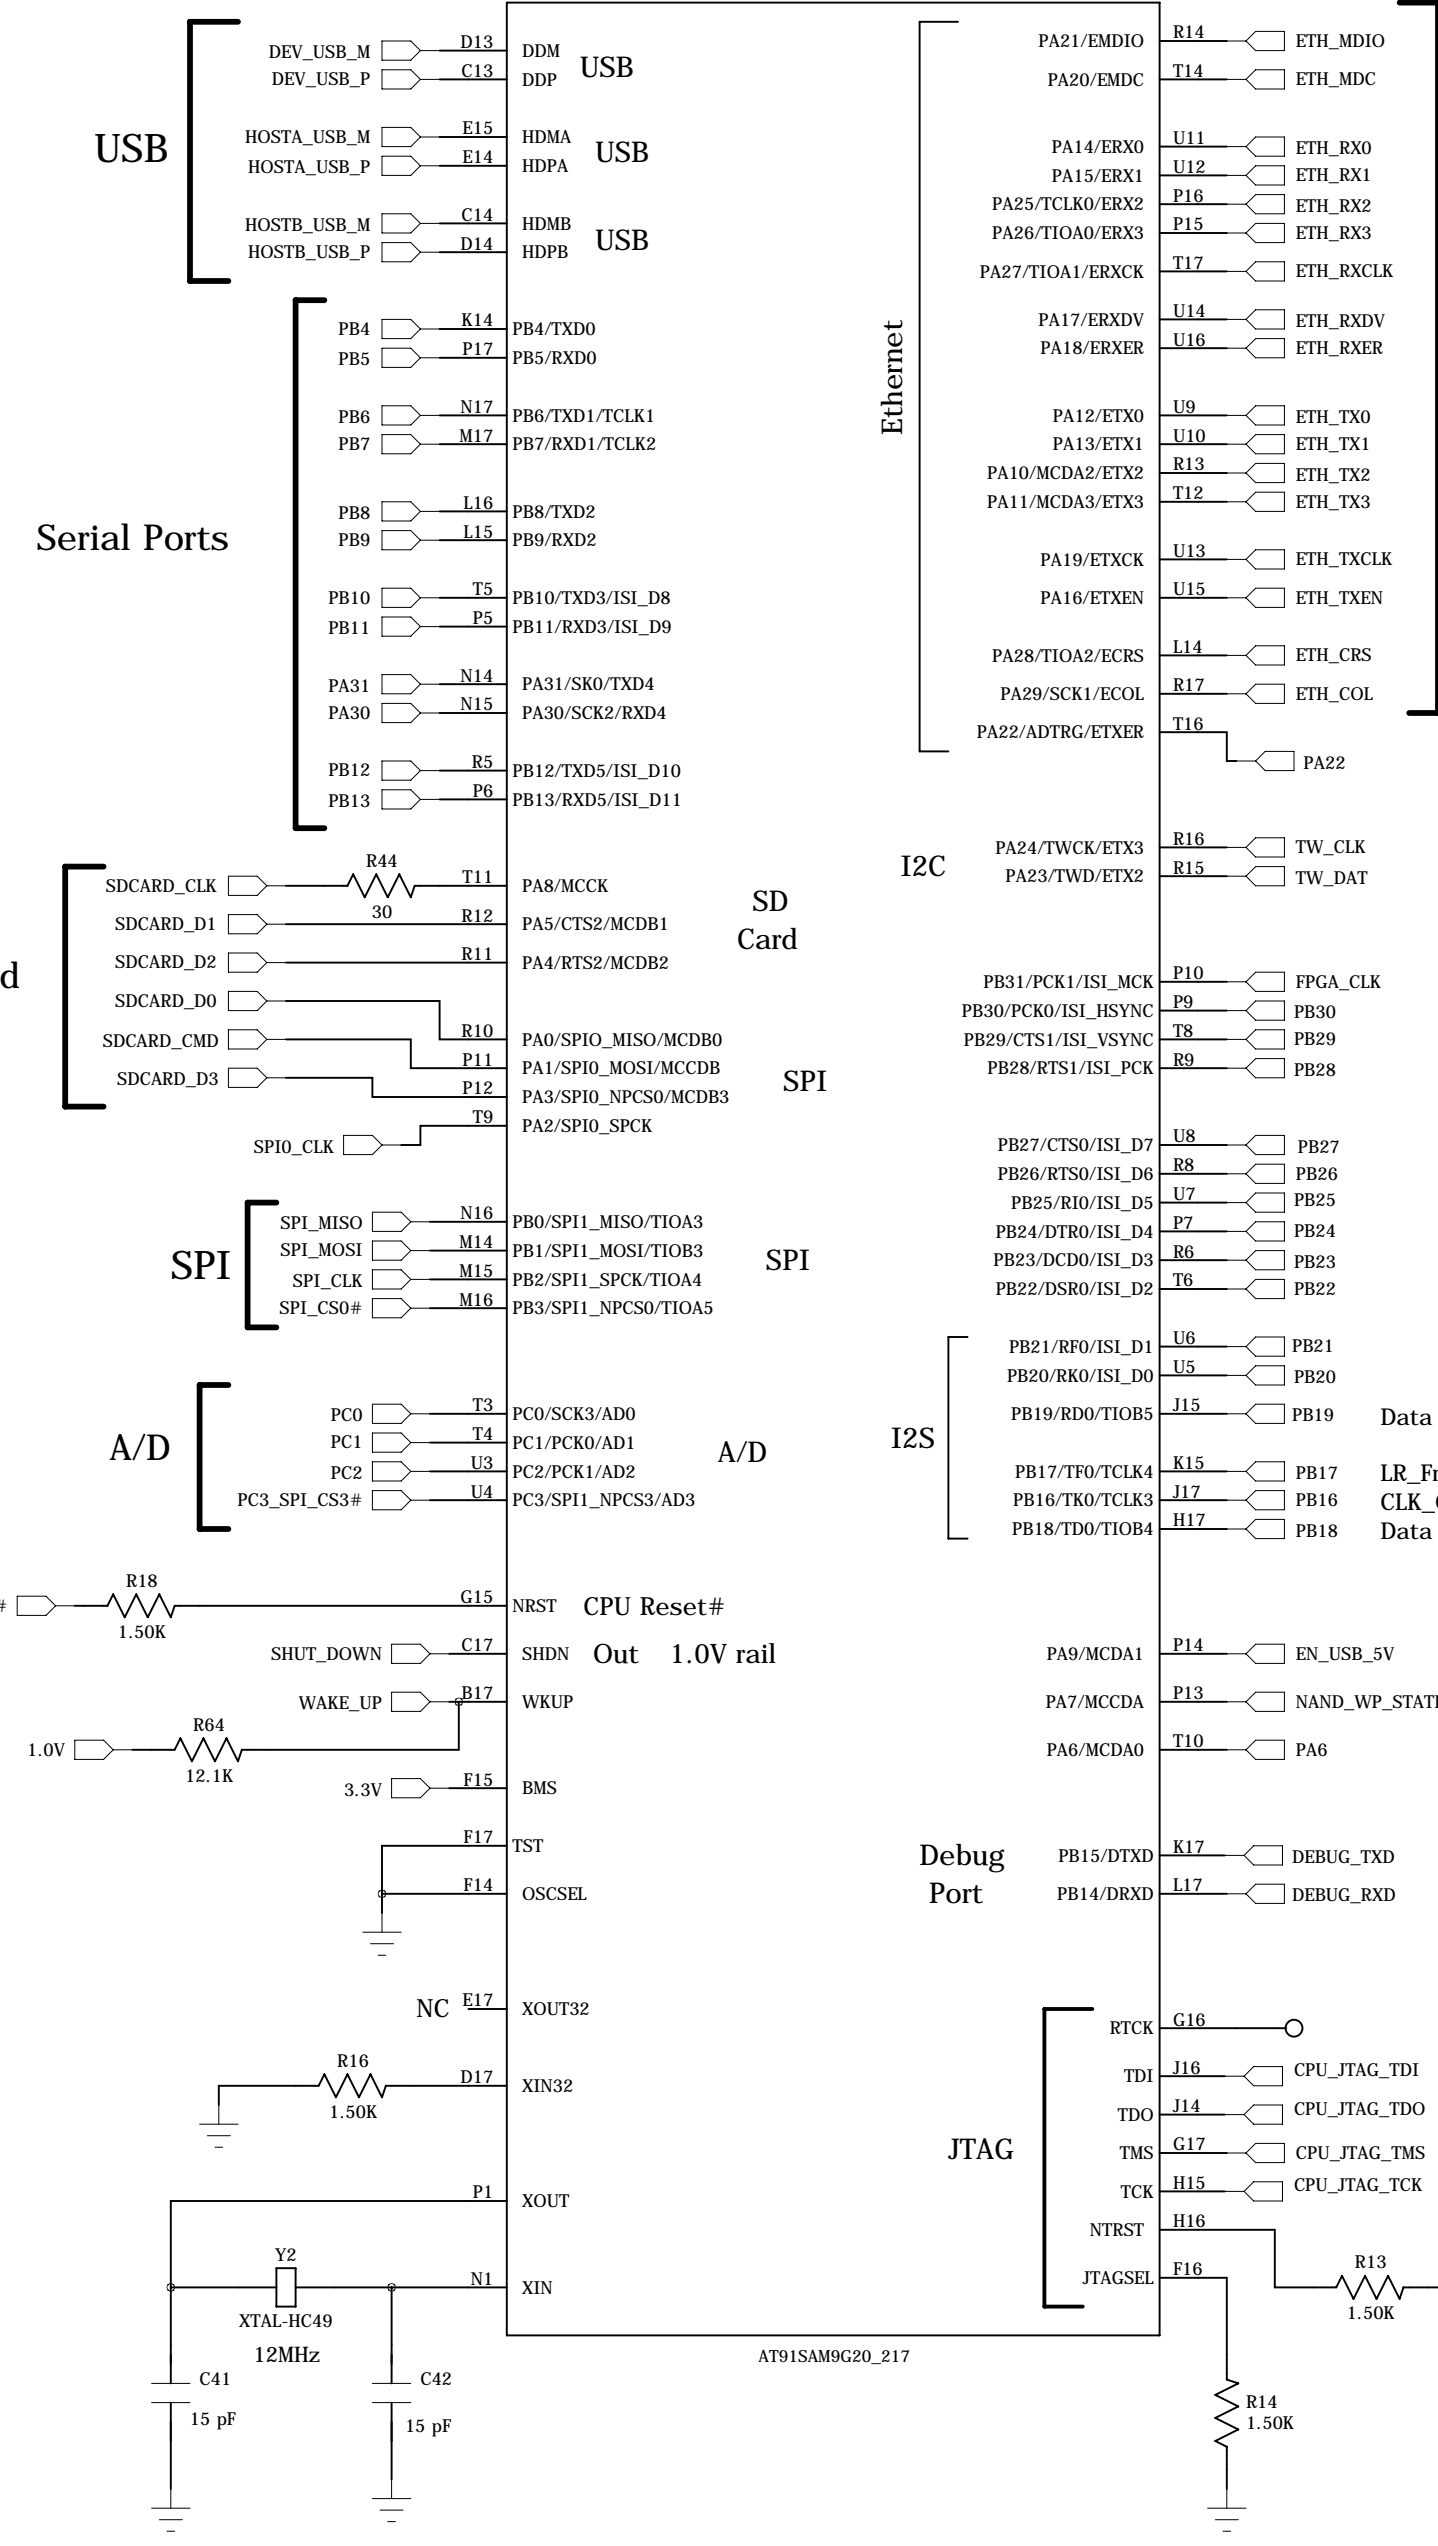 USB
DEV_USB_M D13 DDM
DEV_USB_P C13 DDP
USB
HOSTA_USB_M E15 HDMA
HOSTA_USB_P E14 HDPA
USB
HOSTB_USB_M C14 HDMB
HOSTB_USB_P D14 HDPB
USB
Serial Ports
PB4 K14 PB4/TXD0
PB5 P17 PB5/RXD0
PB6 N17 PB6/TXD1/TCLK1
PB7 M17 PB7/RXD1/TCLK2
PB8 L16 PB8/TXD2
PB9 L15 PB9/RXD2
PB10 T5 PB10/TXD3/ISI_D8
PB11 P5 PB11/RXD3/ISI_D9
PA31 N14 PA31/SK0/TXD4
PA30 N15 PA30/SCK2/RXD4
PB12 R5 PB12/TXD5/ISI_D10
PB13 P6 PB13/RXD5/ISI_D11
d
R44
SDCARD_CLK T11 PA8/MCCK
30
SDCARD_D1 R12 PA5/CTS2/MCDB1
SDCARD_D2 R11 PA4/RTS2/MCDB2
SD
Card
SDCARD_D0 R10 PA0/SPIO_MISO/MCDB0
SDCARD_CMD P11 PA1/SPI0_MOSI/MCCDB
SDCARD_D3 P12 PA3/SPI0_NPCS0/MCDB3
SPI0_CLK T9 PA2/SPI0_SPCK
SPI
SPI
SPI_MISO N16 PB0/SPI1_MISO/TIOA3
SPI_MOSI M14 PB1/SPI1_MOSI/TIOB3
SPI_CLK M15 PB2/SPI1_SPCK/TIOA4
SPI_CS0# M16 PB3/SPI1_NPCS0/TIOA5
SPI
A/D
PC0 T3 PC0/SCK3/AD0
PC1 T4 PC1/PCK0/AD1
PC2 U3 PC2/PCK1/AD2
PC3_SPI_CS3# U4 PC3/SPI1_NPCS3/AD3
A/D
R18
# G15 NRST CPU Reset#
1.50K
SHUT_DOWN C17 SHDN Out 1.0V rail
WAKE_UP B17 WKUP
R64
1.0V
12.1K
3.3V F15 BMS
F17 TST
F14 OSCSEL
NC E17 XOUT32
R16
D17 XIN32
1.50K
P1 XOUT
Y2
N1 XIN
XTAL-HC49
12MHz
C41
15 pF
C42
15 pF
AT91SAM9G20_217
Ethernet
PA21/EMDIO R14 ETH_MDIO
PA20/EMDC T14 ETH_MDC
PA14/ERX0 U11 ETH_RX0
PA15/ERX1 U12 ETH_RX1
PA25/TCLK0/ERX2 P16 ETH_RX2
PA26/TIOA0/ERX3 P15 ETH_RX3
PA27/TIOA1/ERXCK T17 ETH_RXCLK
PA17/ERXDV U14 ETH_RXDV
PA18/ERXER U16 ETH_RXER
PA12/ETX0 U9 ETH_TX0
PA13/ETX1 U10 ETH_TX1
PA10/MCDA2/ETX2 R13 ETH_TX2
PA11/MCDA3/ETX3 T12 ETH_TX3
PA19/ETXCK U13 ETH_TXCLK
PA16/ETXEN U15 ETH_TXEN
PA28/TIOA2/ECRS L14 ETH_CRS
PA29/SCK1/ECOL R17 ETH_COL
PA22/ADTRG/ETXER T16 PA22
I2C
PA24/TWCK/ETX3 R16 TW_CLK
PA23/TWD/ETX2 R15 TW_DAT
PB31/PCK1/ISI_MCK P10 FPGA_CLK
PB30/PCK0/ISI_HSYNC P9 PB30
PB29/CTS1/ISI_VSYNC T8 PB29
PB28/RTS1/ISI_PCK R9 PB28
PB27/CTS0/ISI_D7 U8 PB27
PB26/RTS0/ISI_D6 R8 PB26
PB25/RI0/ISI_D5 U7 PB25
PB24/DTR0/ISI_D4 P7 PB24
PB23/DCD0/ISI_D3 R6 PB23
PB22/DSR0/ISI_D2 T6 PB22
I2S
PB21/RF0/ISI_D1 U6 PB21
PB20/RK0/ISI_D0 U5 PB20
PB19/RD0/TIOB5 J15 PB19 Data
PB17/TF0/TCLK4 K15 PB17
PB16/TK0/TCLK3 J17 PB16
PB18/TD0/TIOB4 H17 PB18 Data
PA9/MCDA1 P14 EN_USB_5V
PA7/MCCDA P13
PA6/MCDA0 T10 PA6
Debug
Port
PB15/DTXD K17 DEBUG_TXD
PB14/DRXD L17 DEBUG_RXD
JTAG
RTCK G16
TDI J16 CPU_JTAG_TDI
TDO J14 CPU_JTAG_TDO
TMS G17 CPU_JTAG_TMS
TCK H15 CPU_JTAG_TCK
NTRST H16
R13
1.50K
JTAGSEL F16
R14
1.50K